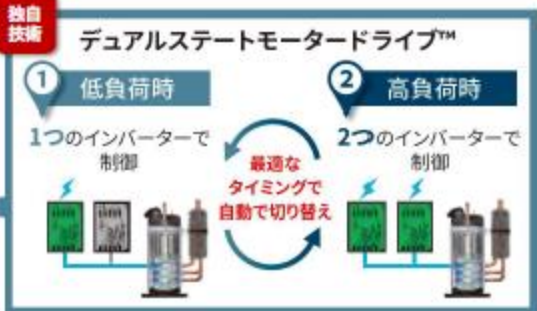 独自
技術
デュアルステートモータードライブ™
1
低負荷時
1つのインバーターで
制御
最適な
タイミングで
自動で切り替え
2
高負荷時
2つのインバーターで
制御